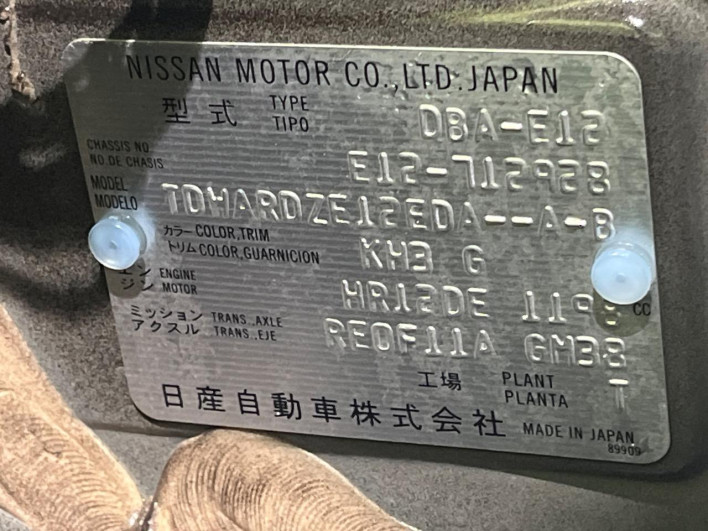 NISSAN MOTOR CO.,LTD.JAPAN
型式 TYPE TIPO DBA-E12
CHASSIS NO. NO.DE CHASIS E12-712928
MODEL MODELO TDMARDZE12EDA--A-B
カラー COLOR,TRIM トリム COLOR,GUARNICION KH3 G
エンジン ENGINE MOTOR HR12DE 1198 CC
ミッション TRANS.,AXLE アクスル TRANS.,EJE RE0F11A GM38
工場 PLANT PLANTA T
日産自動車株式会社 MADE IN JAPAN
89909